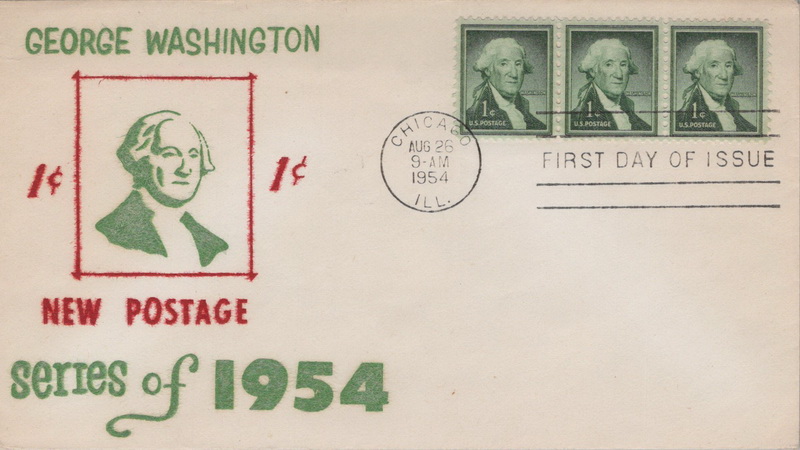 GEORGE WASHINGTON
1¢ 1¢
NEW POSTAGE
series of 1954
1¢ 1¢ 1¢
U.S. POSTAGE U.S. POSTAGE U.S. POSTAGE
CHICAGO
AUG 26
9-AM
1954
ILL.
FIRST DAY OF ISSUE